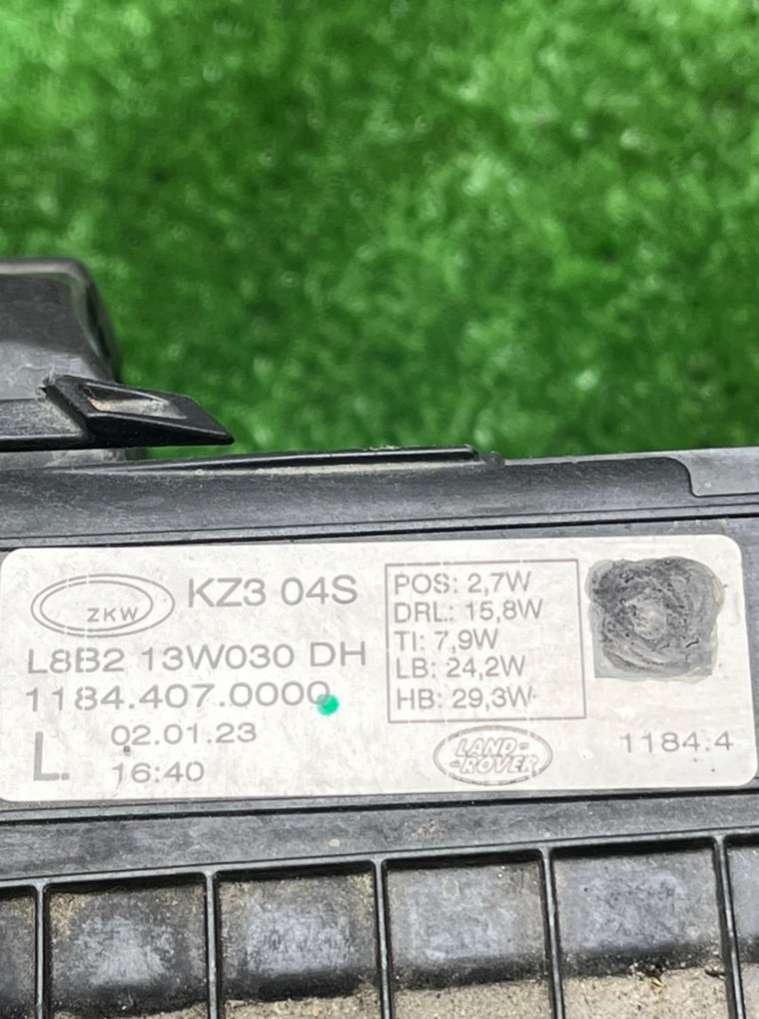 ZKW KZ3 04S
L8B2 13W030 DH
1184.407.0000
L. 02.01.23
16:40
POS: 2,7W
DRL: 15,8W
TI: 7,9W
LB: 24,2W
HB: 29,3W
LAND-
-ROVER
1184.4